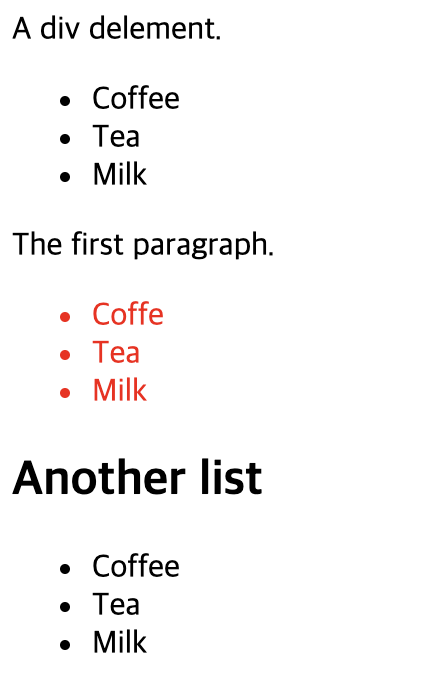 A div delement.
Coffee
Tea
Milk
The first paragraph.
Coffe
Tea
Milk
Another list
Coffee
Tea
Milk